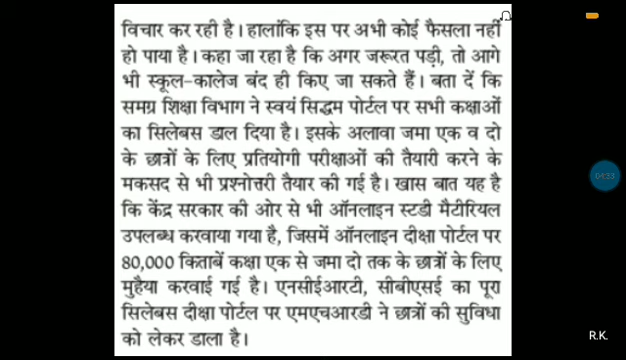 विचार कर रही है। हालांकि इस पर अभी कोई फैसला नहीं
हो पाया है। कहा जा रहा है कि अगर जरूरत पड़ी, तो आगे
भी स्कूल-कालेज बंद ही किए जा सकते हैं। बता दें कि
समग्र शिक्षा विभाग ने स्वयं सिद्धम पोर्टल पर सभी कक्षाओं
का सिलेबस डाल दिया है। इसके अलावा जमा एक व दो
के छात्रों के लिए प्रतियोगी परीक्षाओं की तैयारी करने के
मकसद से भी प्रश्नोत्तरी तैयार की गई है। खास बात यह है
कि केंद्र सरकार की ओर से भी ऑनलाइन स्टडी मैटीरियल
उपलब्ध करवाया गया है, जिसमें ऑनलाइन दीक्षा पोर्टल पर
80,000 किताबें कक्षा एक से जमा दो तक के छात्रों के लिए
मुहैया करवाई गई है। एनसीईआरटी, सीबीएसई का पूरा
सिलेबस दीक्षा पोर्टल पर एमएचआरडी ने छात्रों की सुविधा
को लेकर डाला है।
04:33
R.K.